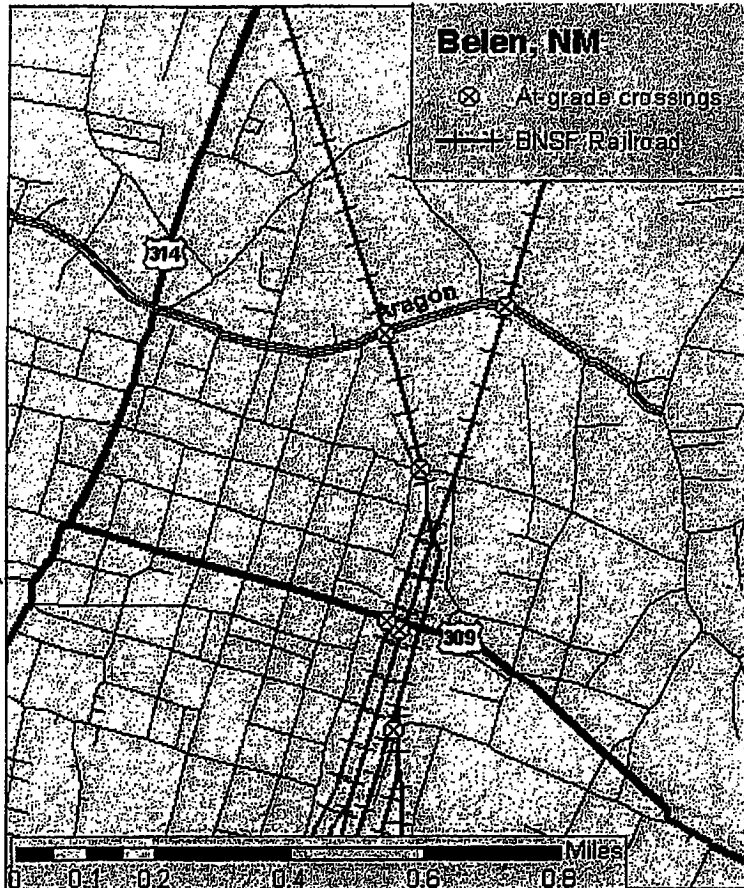 Belen, NM
At-grade crossings
BNSF Railroad
314
Aragon
309
Miles
0 0.1 0.2 0.4 0.6 0.8